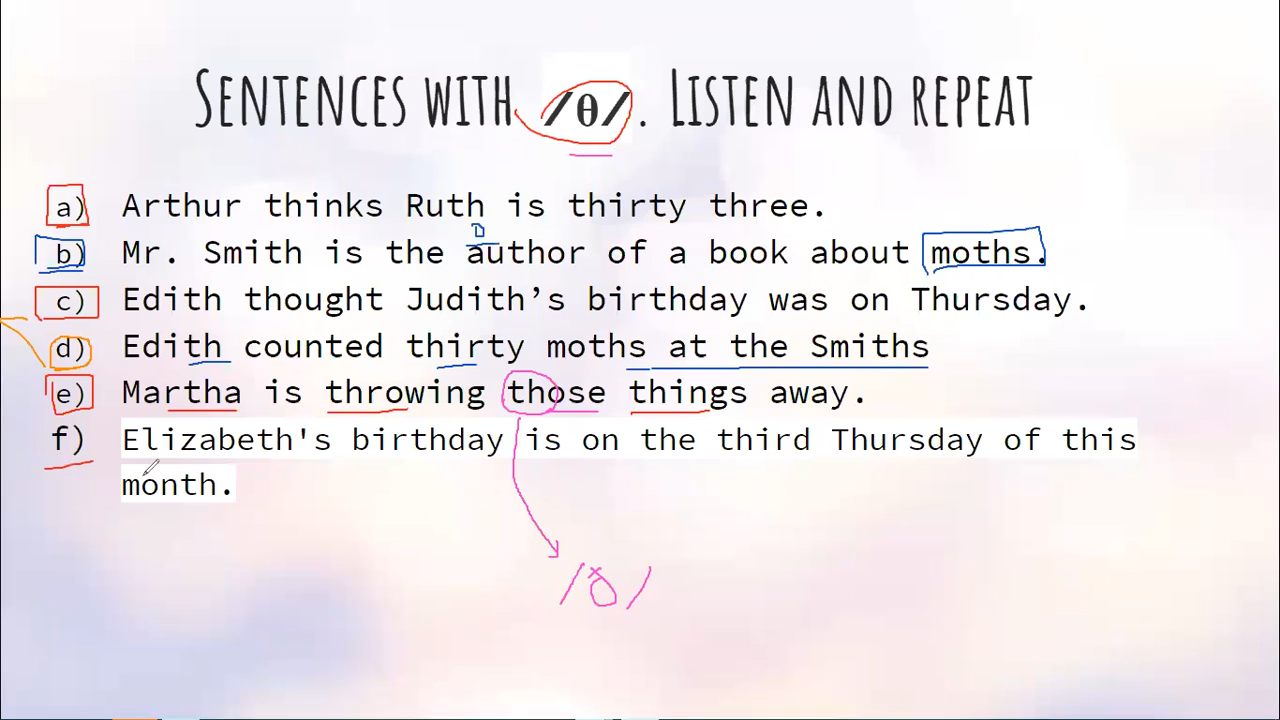 SENTENCES WITH /θ/. LISTEN AND REPEAT
a) Arthur thinks Ruth is thirty three.
b) Mr. Smith is the author of a book about moths.
c) Edith thought Judith’s birthday was on Thursday.
d) Edith counted thirty moths at the Smiths
e) Martha is throwing those things away.
f) Elizabeth's birthday is on the third Thursday of this
month.
/ð/